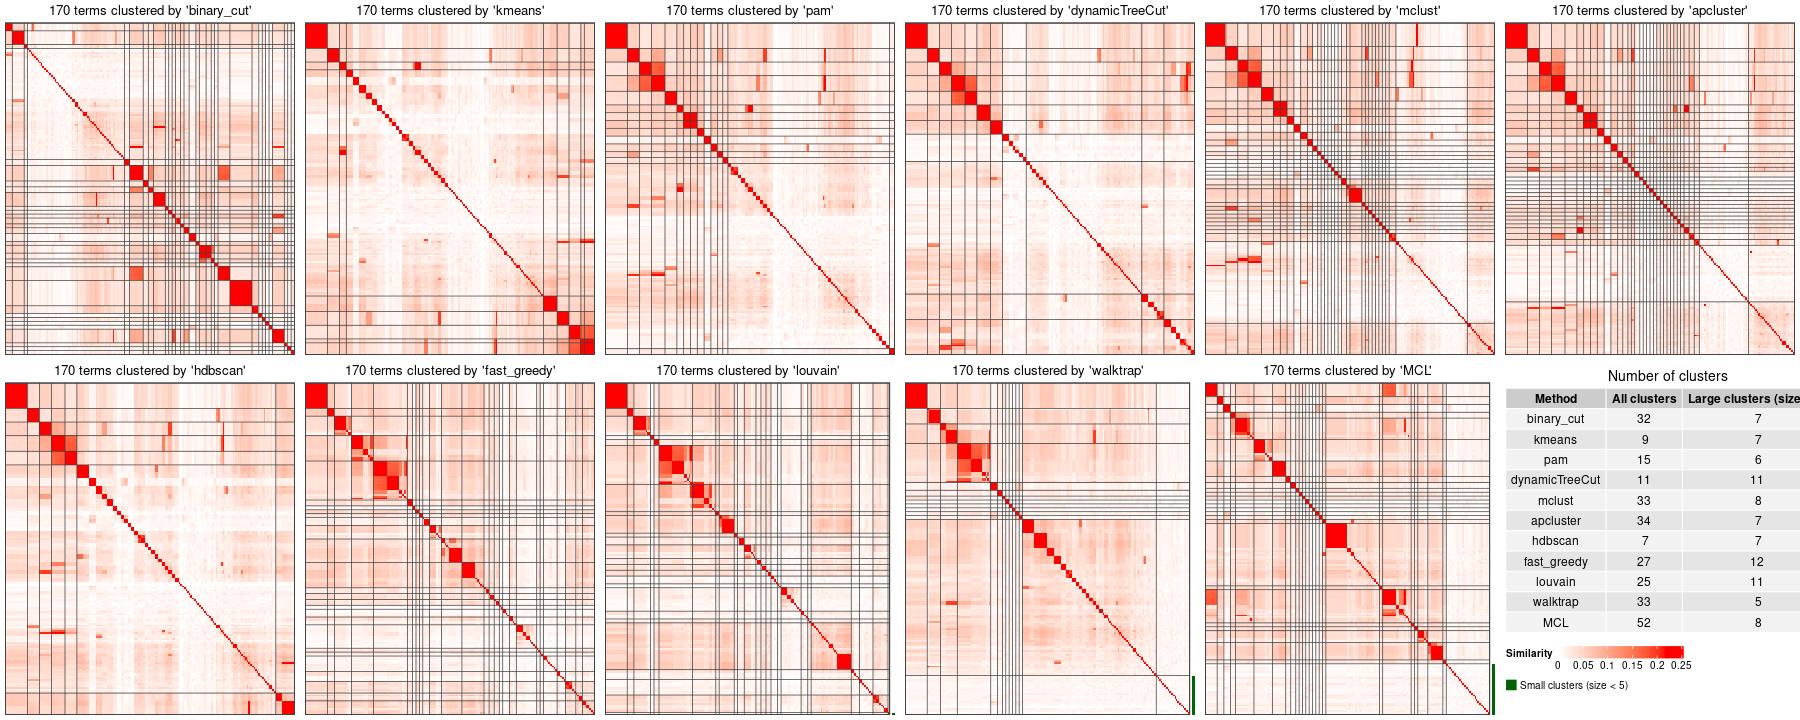 170 terms clustered by 'binary_cut'
170 terms clustered by 'kmeans'
170 terms clustered by 'pam'
170 terms clustered by 'dynamicTreeCut'
170 terms clustered by 'mclust'
170 terms clustered by 'apcluster'
170 terms clustered by 'hdbscan'
170 terms clustered by 'fast_greedy'
170 terms clustered by 'louvain'
170 terms clustered by 'walktrap'
170 terms clustered by 'MCL'
Number of clusters
Method All clusters Large clusters (size
binary_cut 32 7
kmeans 9 7
pam 15 6
dynamicTreeCut 11 11
mclust 33 8
apcluster 34 7
hdbscan 7 7
fast_greedy 27 12
louvain 25 11
walktrap 33 5
MCL 52 8
Similarity
0 0.05 0.1 0.15 0.2 0.25
Small clusters (size < 5)